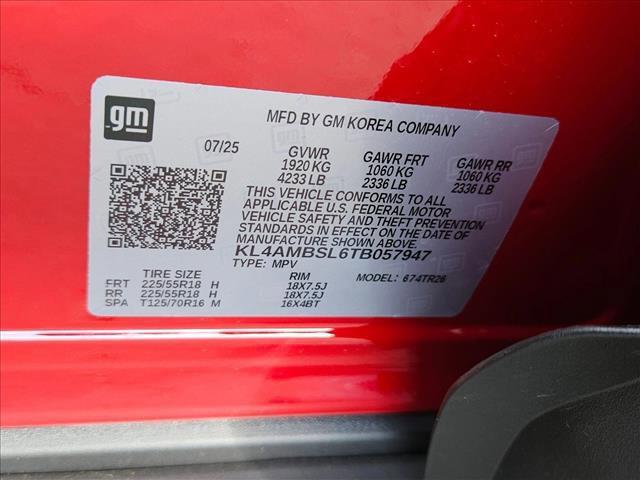 gm
MFD BY GM KOREA COMPANY
07/25 GVWR GAWR FRT GAWR RR
1920 KG 1060 KG 1060 KG
4233 LB 2336 LB 2336 LB
THIS VEHICLE CONFORMS TO ALL
APPLICABLE U.S. FEDERAL MOTOR
VEHICLE SAFETY AND THEFT PREVENTION
STANDARDS IN EFFECT ON THE DATE OF
MANUFACTURE SHOWN ABOVE.
KL4AMBSL6TB057947
TYPE: MPV MODEL: 674TR26
TIRE SIZE RIM
FRT 225/55R18 H 18X7.5J
RR 225/55R18 H 18X7.5J
SPA T125/70R16 M 16X4BT